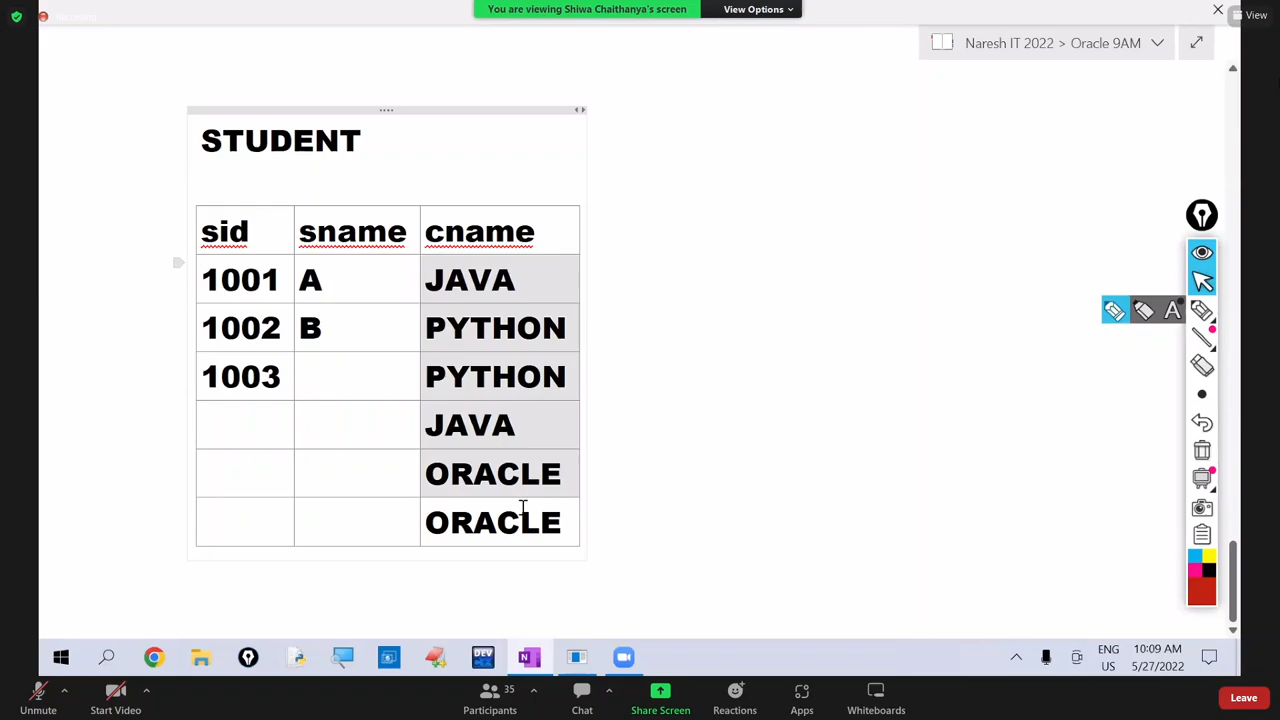 You are viewing Shiwa Chaithanya's screen
View Options
View
Naresh IT 2022 > Oracle 9AM
STUDENT
sid sname cname
1001 A JAVA
1002 B PYTHON
1003 PYTHON
JAVA
ORACLE
ORACLE
A
DEV
N
ENG
US
10:09 AM
5/27/2022
35
Unmute
Start Video
Participants
Chat
Share Screen
Reactions
Apps
Whiteboards
Leave